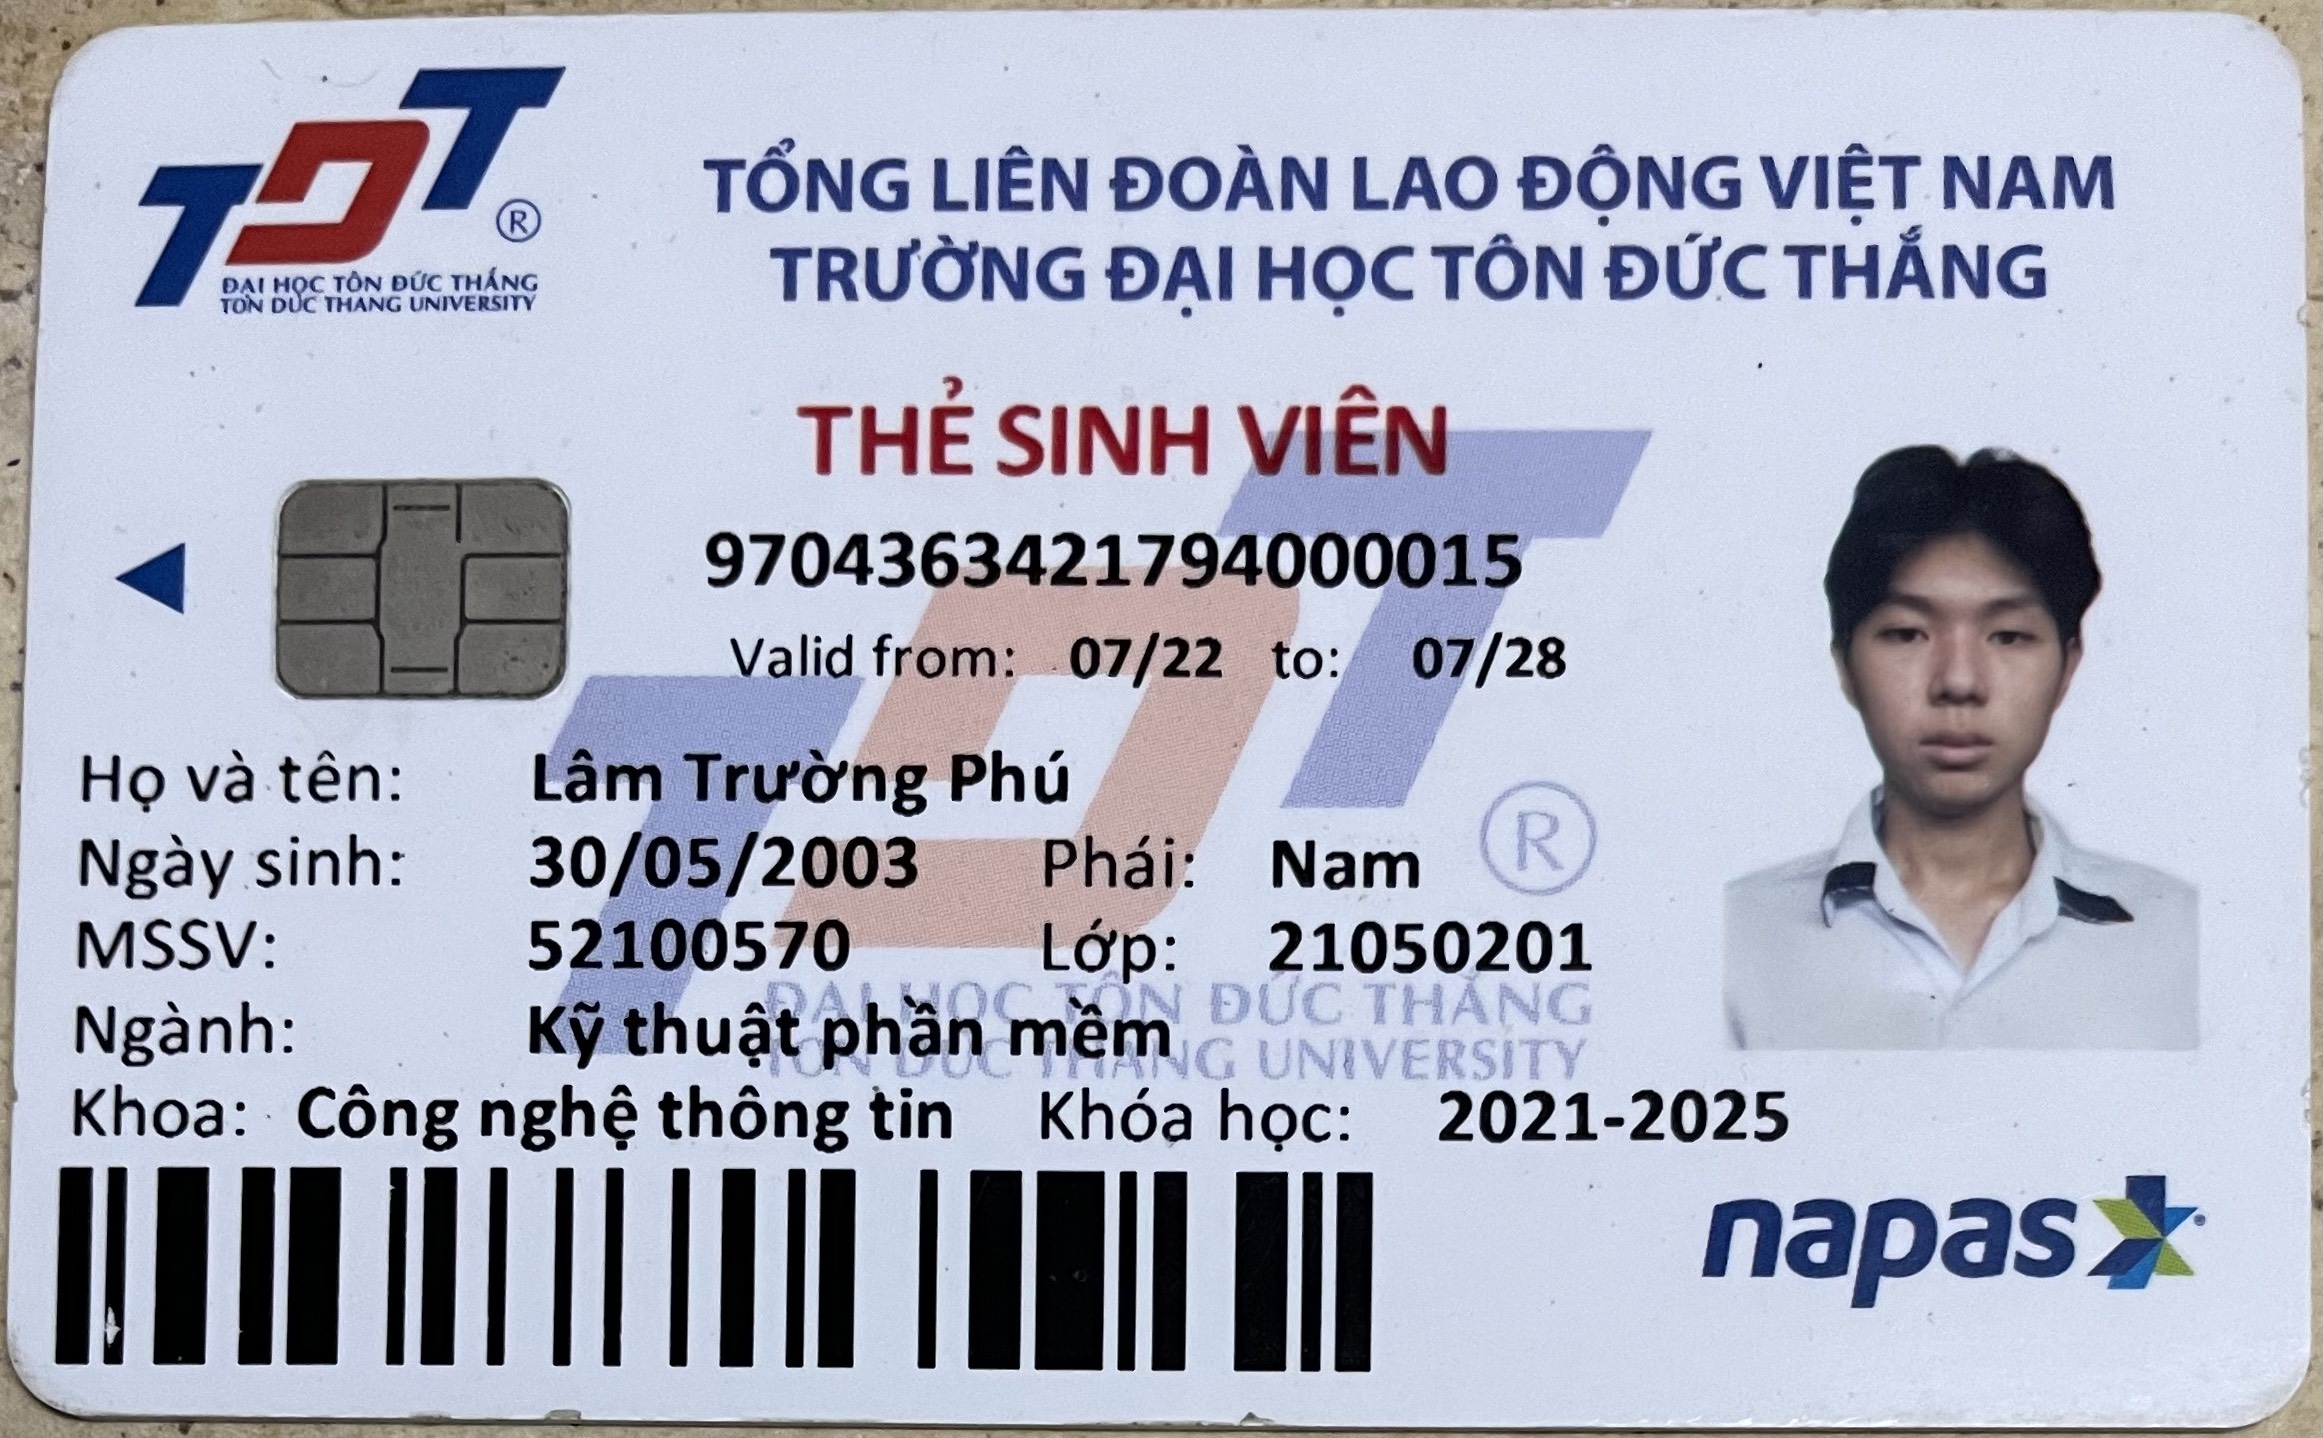 TDT ®
ĐẠI HỌC TÔN ĐỨC THẮNG
TON DUC THANG UNIVERSITY
TỔNG LIÊN ĐOÀN LAO ĐỘNG VIỆT NAM
TRƯỜNG ĐẠI HỌC TÔN ĐỨC THẮNG
THẺ SINH VIÊN
9704363421794000015
Valid from: 07/22 to: 07/28
Họ và tên: Lâm Trường Phú
Ngày sinh: 30/05/2003 Phái: Nam
®
MSSV: 52100570 Lớp: 21050201
ĐẠI HỌC TÔN ĐỨC THẮNG
Ngành: Kỹ thuật phần mềm
TON DUC THANG UNIVERSITY
Khoa: Công nghệ thông tin Khóa học: 2021-2025
napas